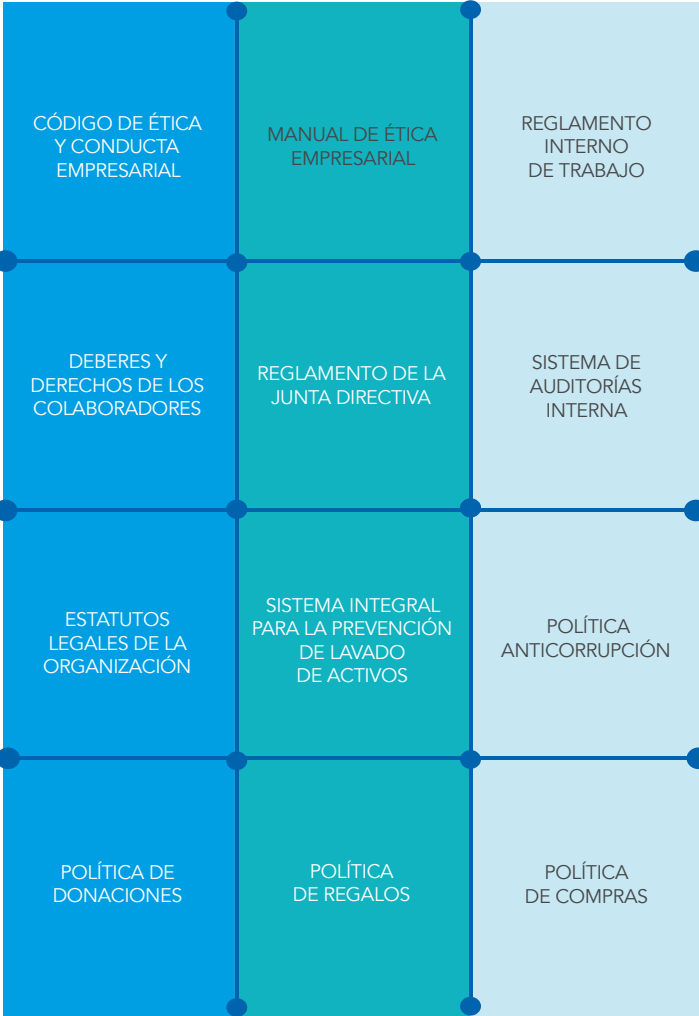 CÓDIGO DE ÉTICA
Y CONDUCTA
EMPRESARIAL
MANUAL DE ÉTICA
EMPRESARIAL
REGLAMENTO
INTERNO
DE TRABAJO
DEBERES Y
DERECHOS DE LOS
COLABORADORES
REGLAMENTO DE LA
JUNTA DIRECTIVA
SISTEMA DE
AUDITORÍAS
INTERNA
ESTATUTOS
LEGALES DE LA
ORGANIZACIÓN
SISTEMA INTEGRAL
PARA LA PREVENCIÓN
DE LAVADO
DE ACTIVOS
POLÍTICA
ANTICORRUPCIÓN
POLÍTICA DE
DONACIONES
POLÍTICA
DE REGALOS
POLÍTICA
DE COMPRAS